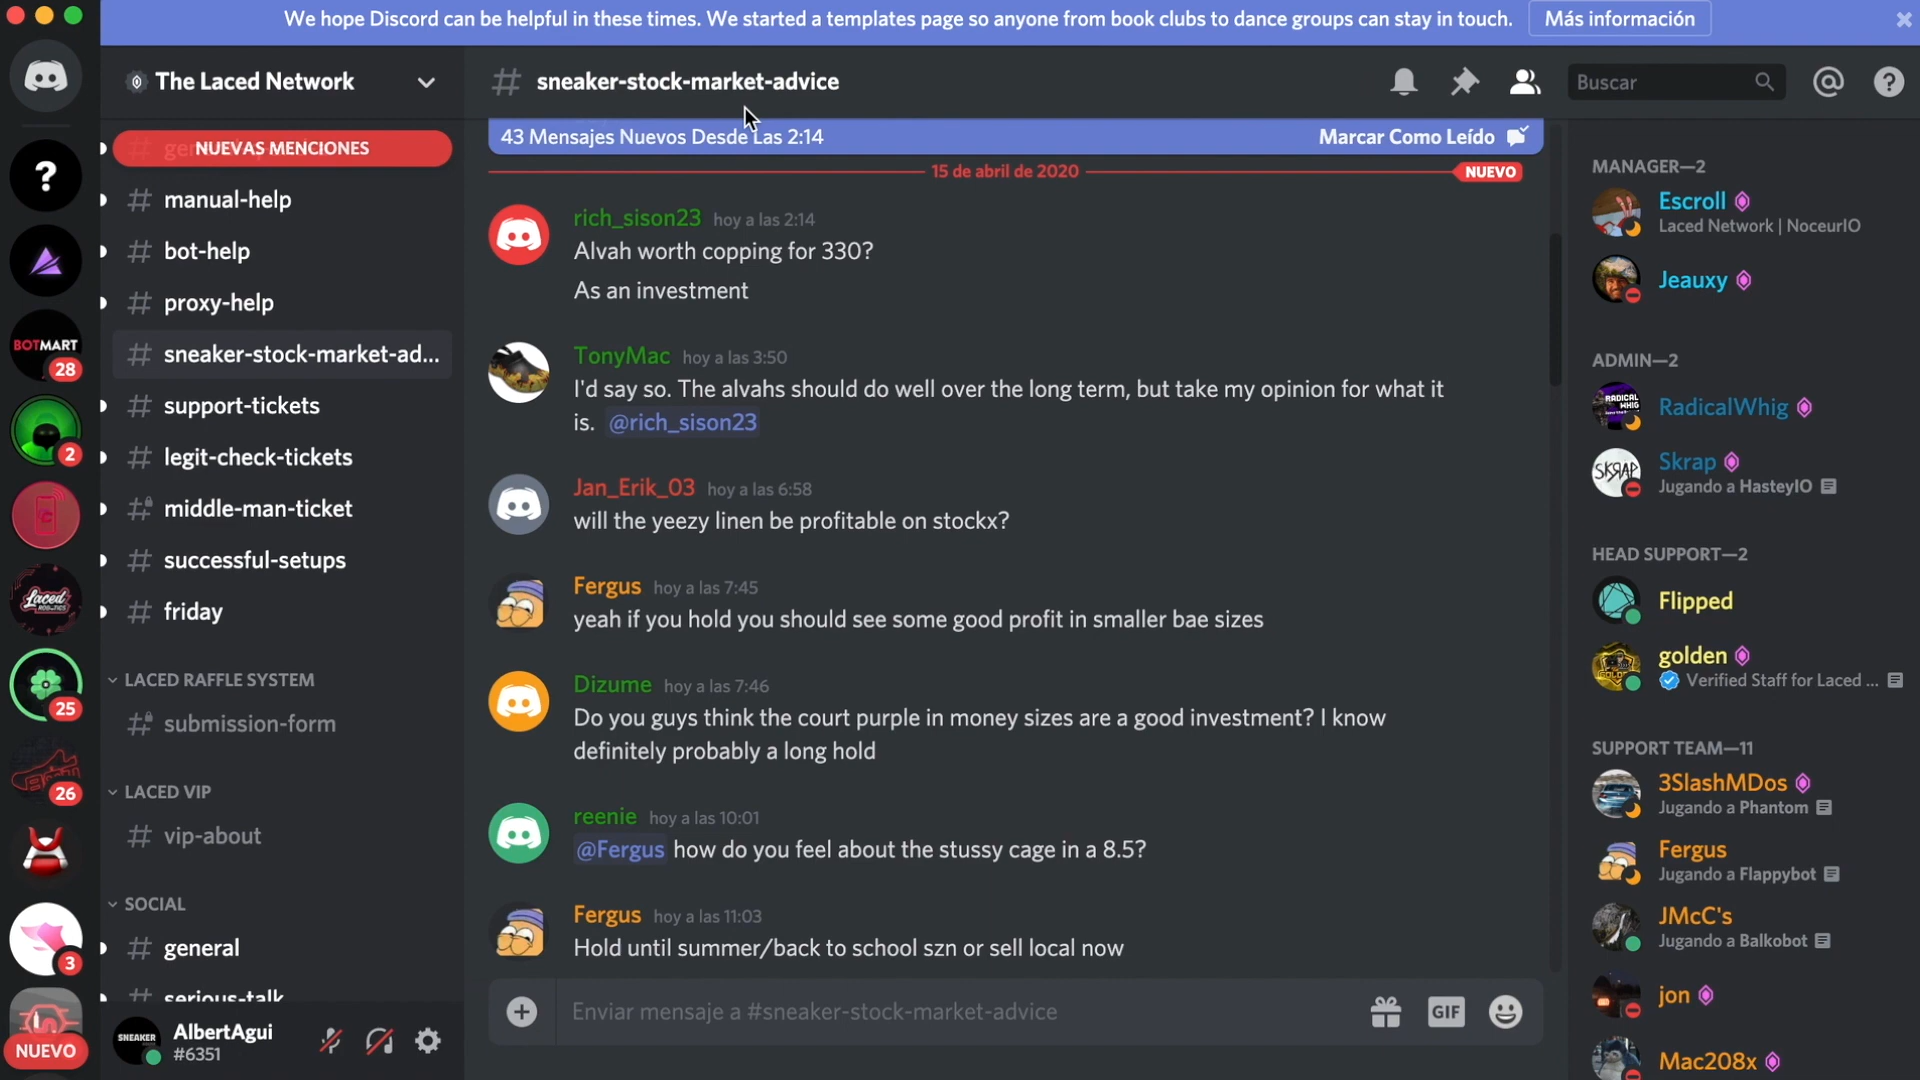 We hope Discord can be helpful in these times. We started a templates page so anyone from book clubs to dance groups can stay in touch.
Más información
The Laced Network
sneaker-stock-market-advice
Buscar
NUEVAS MENCIONES
manual-help
bot-help
proxy-help
sneaker-stock-market-ad...
support-tickets
legit-check-tickets
middle-man-ticket
successful-setups
friday
LACED RAFFLE SYSTEM
submission-form
LACED VIP
vip-about
SOCIAL
general
serious-talk
AlbertAgui
#6351
SNEAKER
BOTMART
28
2
Laced
ROBOTICS
25
26
3
NUEVO
43 Mensajes Nuevos Desde Las 2:14
Marcar Como Leído
15 de abril de 2020
NUEVO
rich_sison23 hoy a las 2:14
Alvah worth copping for 330?
As an investment
TonyMac hoy a las 3:50
I'd say so. The alvahs should do well over the long term, but take my opinion for what it
is. @rich_sison23
Jan_Erik_03 hoy a las 6:58
will the yeezy linen be profitable on stockx?
Fergus hoy a las 7:45
yeah if you hold you should see some good profit in smaller bae sizes
Dizume hoy a las 7:46
Do you guys think the court purple in money sizes are a good investment? I know
definitely probably a long hold
reenie hoy a las 10:01
@Fergus how do you feel about the stussy cage in a 8.5?
Fergus hoy a las 11:03
Hold until summer/back to school szn or sell local now
Enviar mensaje a #sneaker-stock-market-advice
GIF
MANAGER—2
Escroll
Laced Network | NoceurIO
Jeauxy
ADMIN—2
RADICAL
WHIG
RadicalWhig
SKRAP
Skrap
Jugando a HasteyIO
HEAD SUPPORT—2
Flipped
golden
Verified Staff for Laced ...
SUPPORT TEAM—11
3SlashMDos
Jugando a Phantom
Fergus
Jugando a Flappybot
JMcC's
Jugando a Balkobot
jon
Mac208x